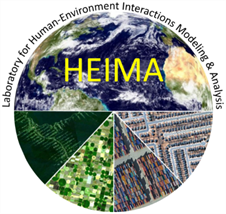 Laboratory for Human-Environment Interactions Modeling & Analysis
HEIMA